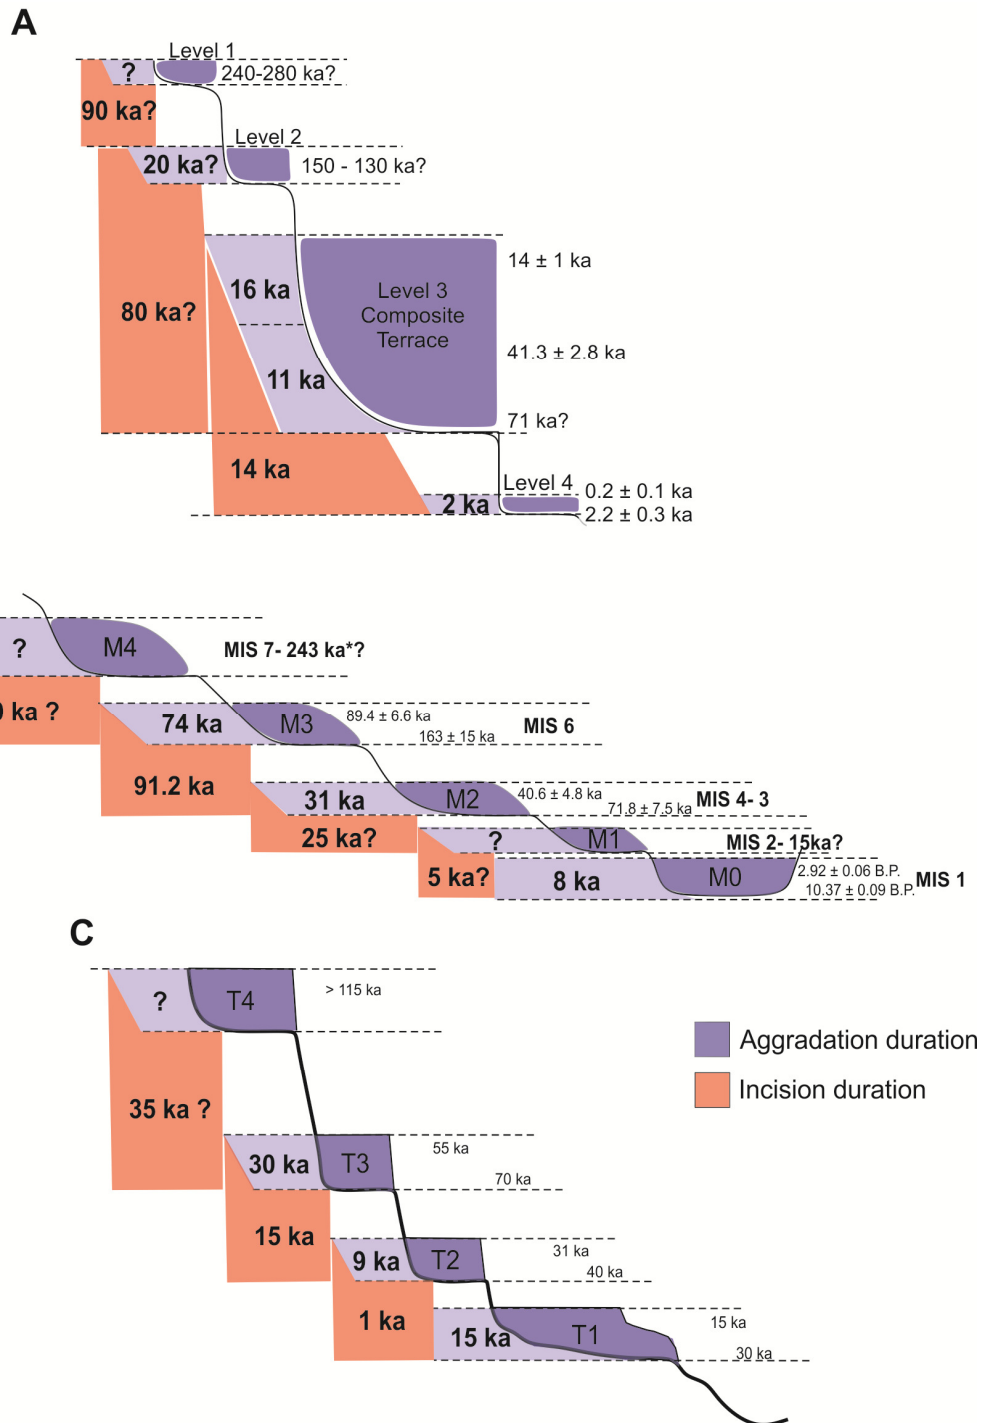 A
Level 1
?
240-280 ka?
90 ka?
Level 2
20 ka?
150 - 130 ka?
14 ± 1 ka
16 ka
Level 3
Composite
Terrace
80 ka?
41.3 ± 2.8 ka
11 ka
71 ka?
14 ka
Level 4
0.2 ± 0.1 ka
2 ka
2.2 ± 0.3 ka
?
M4
MIS 7- 243 ka*?
ka ?
74 ka
M3
89.4 ± 6.6 ka
163 ± 15 ka
MIS 6
91.2 ka
31 ka
M2
40.6 ± 4.8 ka
71.8 ± 7.5 ka
MIS 4- 3
25 ka?
?
M1
MIS 2- 15ka?
5 ka?
8 ka
M0
2.92 ± 0.06 B.P.
10.37 ± 0.09 B.P.
MIS 1
C
?
T4
> 115 ka
Aggradation duration
Incision duration
35 ka ?
55 ka
30 ka
T3
70 ka
15 ka
9 ka
T2
31 ka
40 ka
1 ka
15 ka
T1
15 ka
30 ka